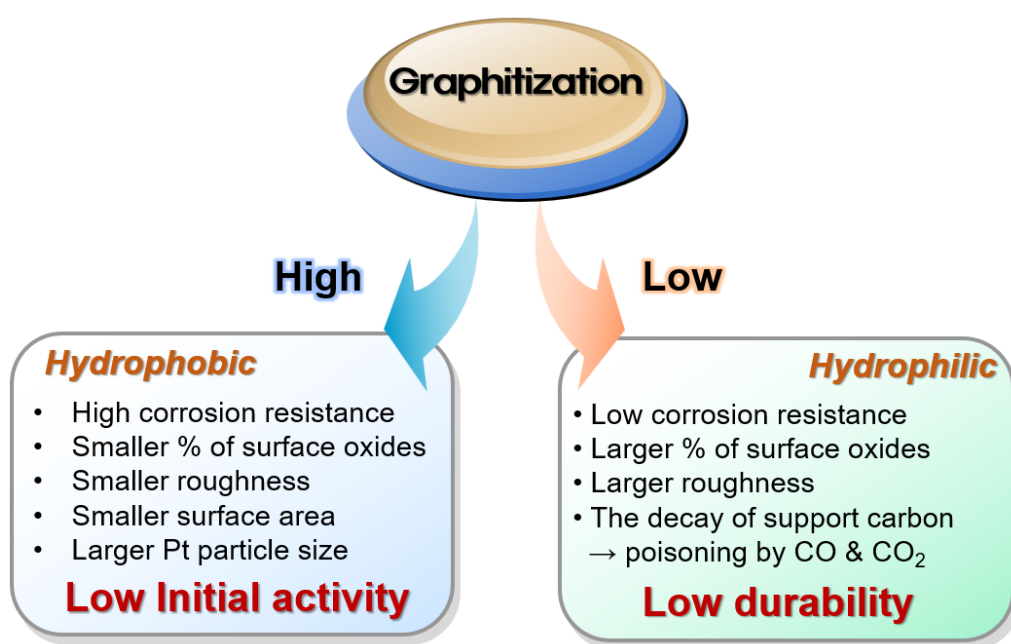 Graphitization
High
Low
Hydrophobic
• High corrosion resistance
• Smaller % of surface oxides
• Smaller roughness
• Smaller surface area
• Larger Pt particle size
Low Initial activity
Hydrophilic
• Low corrosion resistance
• Larger % of surface oxides
• Larger roughness
• The decay of support carbon
→ poisoning by CO & CO₂
Low durability